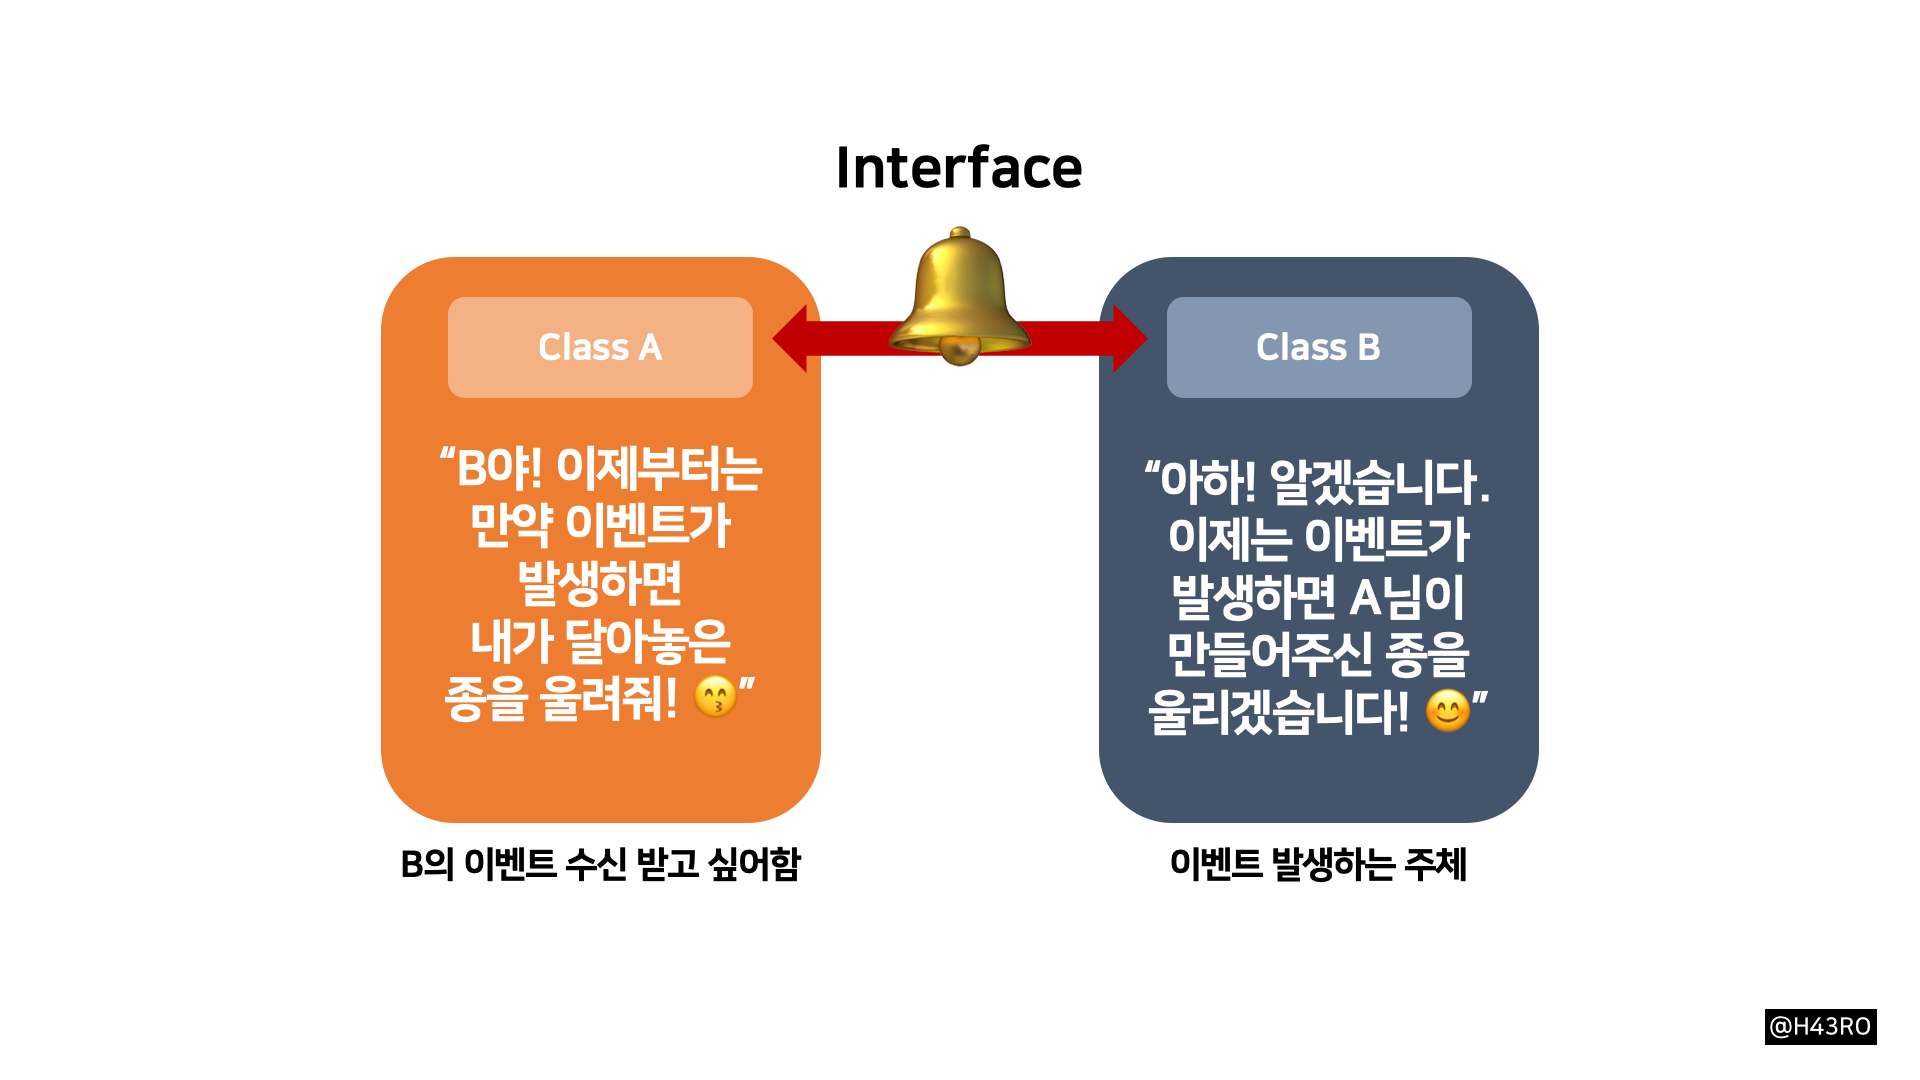 Interface
Class A
“B야! 이제부터는
만약 이벤트가
발생하면
내가 달아놓은
종을 울려줘! 😙”
B의 이벤트 수신 받고 싶어함
Class B
“아하! 알겠습니다.
이제는 이벤트가
발생하면 A님이
만들어주신 종을
울리겠습니다! 😊”
이벤트 발생하는 주체
@H43RO